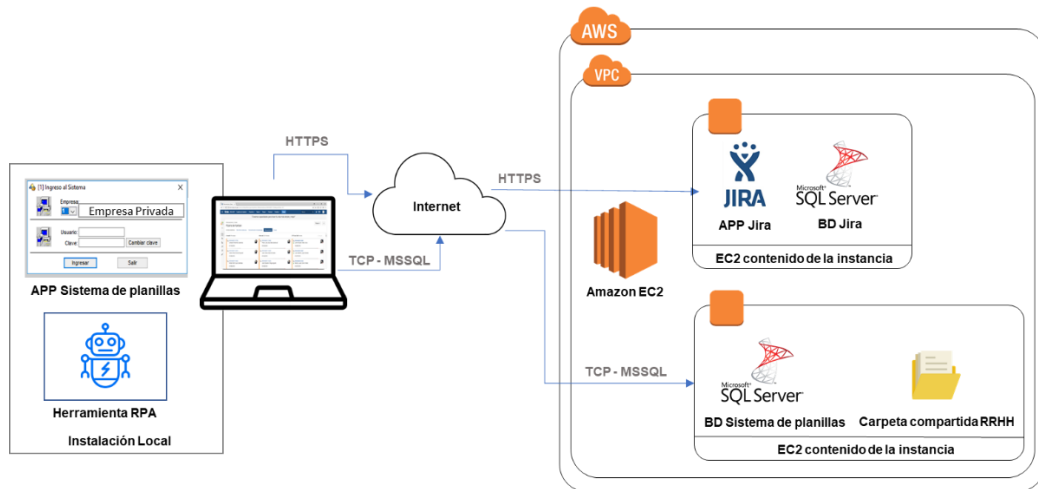 AWS
VPC
HTTPS
HTTPS
[1] Ingreso al Sistema
Empresa
Empresa Privada
Usuario
Clave
Cambiar clave
Ingresar
Salir
APP Sistema de planillas
Internet
TCP - MSSQL
JIRA
Microsoft
SQL Server
APP Jira
BD Jira
EC2 contenido de la instancia
Amazon EC2
Herramienta RPA
Instalación Local
TCP - MSSQL
Microsoft
SQL Server
BD Sistema de planillas
Carpeta compartida RRHH
EC2 contenido de la instancia